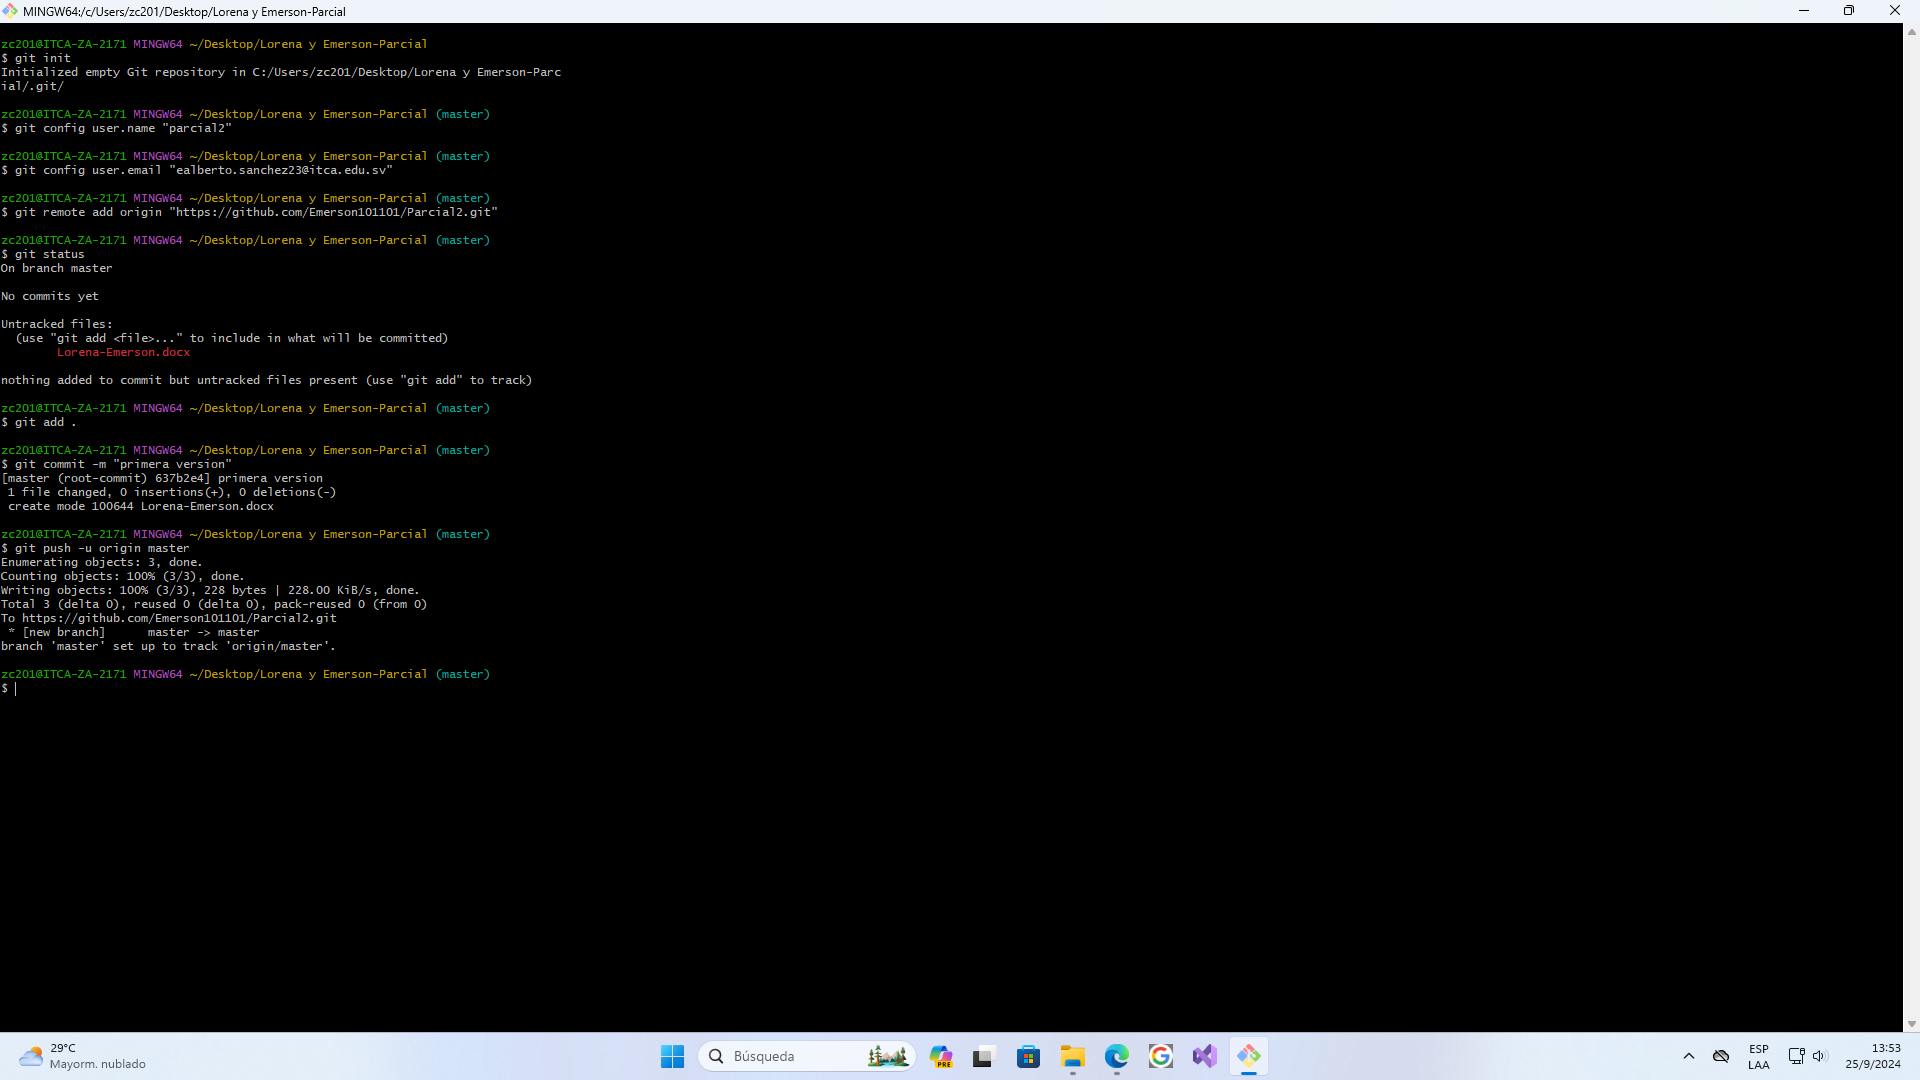 MINGW64:/c/Users/zc201/Desktop/Lorena y Emerson-Parcial
zc201@ITCA-ZA-2171 MINGW64 ~/Desktop/Lorena y Emerson-Parcial
$ git init
Initialized empty Git repository in C:/Users/zc201/Desktop/Lorena y Emerson-Parc
ial/.git/
zc201@ITCA-ZA-2171 MINGW64 ~/Desktop/Lorena y Emerson-Parcial (master)
$ git config user.name "parcial2"
zc201@ITCA-ZA-2171 MINGW64 ~/Desktop/Lorena y Emerson-Parcial (master)
$ git config user.email "ealberto.sanchez23@itca.edu.sv"
zc201@ITCA-ZA-2171 MINGW64 ~/Desktop/Lorena y Emerson-Parcial (master)
$ git remote add origin "https://github.com/Emerson101101/Parcial2.git"
zc201@ITCA-ZA-2171 MINGW64 ~/Desktop/Lorena y Emerson-Parcial (master)
$ git status
On branch master
No commits yet
Untracked files:
  (use "git add <file>..." to include in what will be committed)
        Lorena-Emerson.docx
nothing added to commit but untracked files present (use "git add" to track)
zc201@ITCA-ZA-2171 MINGW64 ~/Desktop/Lorena y Emerson-Parcial (master)
$ git add .
zc201@ITCA-ZA-2171 MINGW64 ~/Desktop/Lorena y Emerson-Parcial (master)
$ git commit -m "primera version"
[master (root-commit) 637b2e4] primera version
 1 file changed, 0 insertions(+), 0 deletions(-)
 create mode 100644 Lorena-Emerson.docx
zc201@ITCA-ZA-2171 MINGW64 ~/Desktop/Lorena y Emerson-Parcial (master)
$ git push -u origin master
Enumerating objects: 3, done.
Counting objects: 100% (3/3), done.
Writing objects: 100% (3/3), 228 bytes | 228.00 KiB/s, done.
Total 3 (delta 0), reused 0 (delta 0), pack-reused 0 (from 0)
To https://github.com/Emerson101101/Parcial2.git
 * [new branch]      master -> master
branch 'master' set up to track 'origin/master'.
zc201@ITCA-ZA-2171 MINGW64 ~/Desktop/Lorena y Emerson-Parcial (master)
$
29°C
Mayorm. nublado
Búsqueda
PRE
ESP
LAA
13:53
25/9/2024